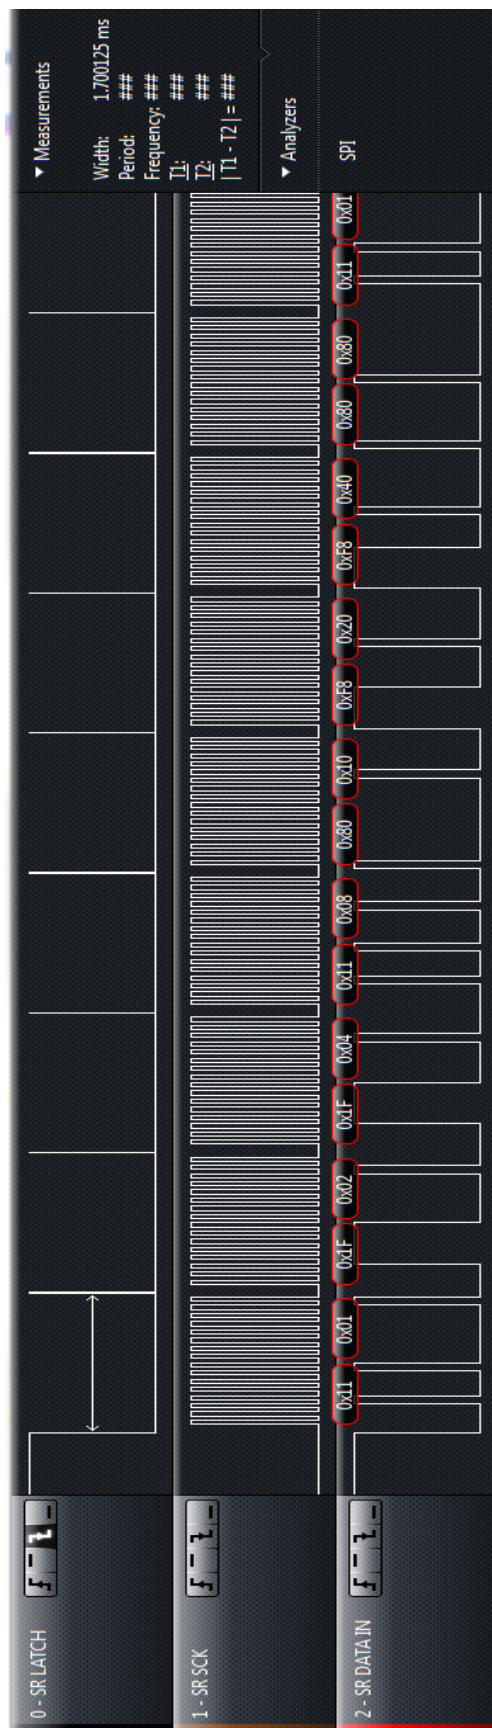 0 - SR LATCH
1 - SR SCK
2 - SR DATA IN
0x11 0x01 0x1F 0x02 0x1F 0x04 0x11 0x08 0x80 0x10 0xF8 0x20 0xF8 0x40 0x80 0x80 0x11 0x01
Measurements
Width: 1.700125 ms
Period: ###
Frequency: ###
T1: ###
T2: ###
| T1 - T2 | = ###
Analyzers
SPI